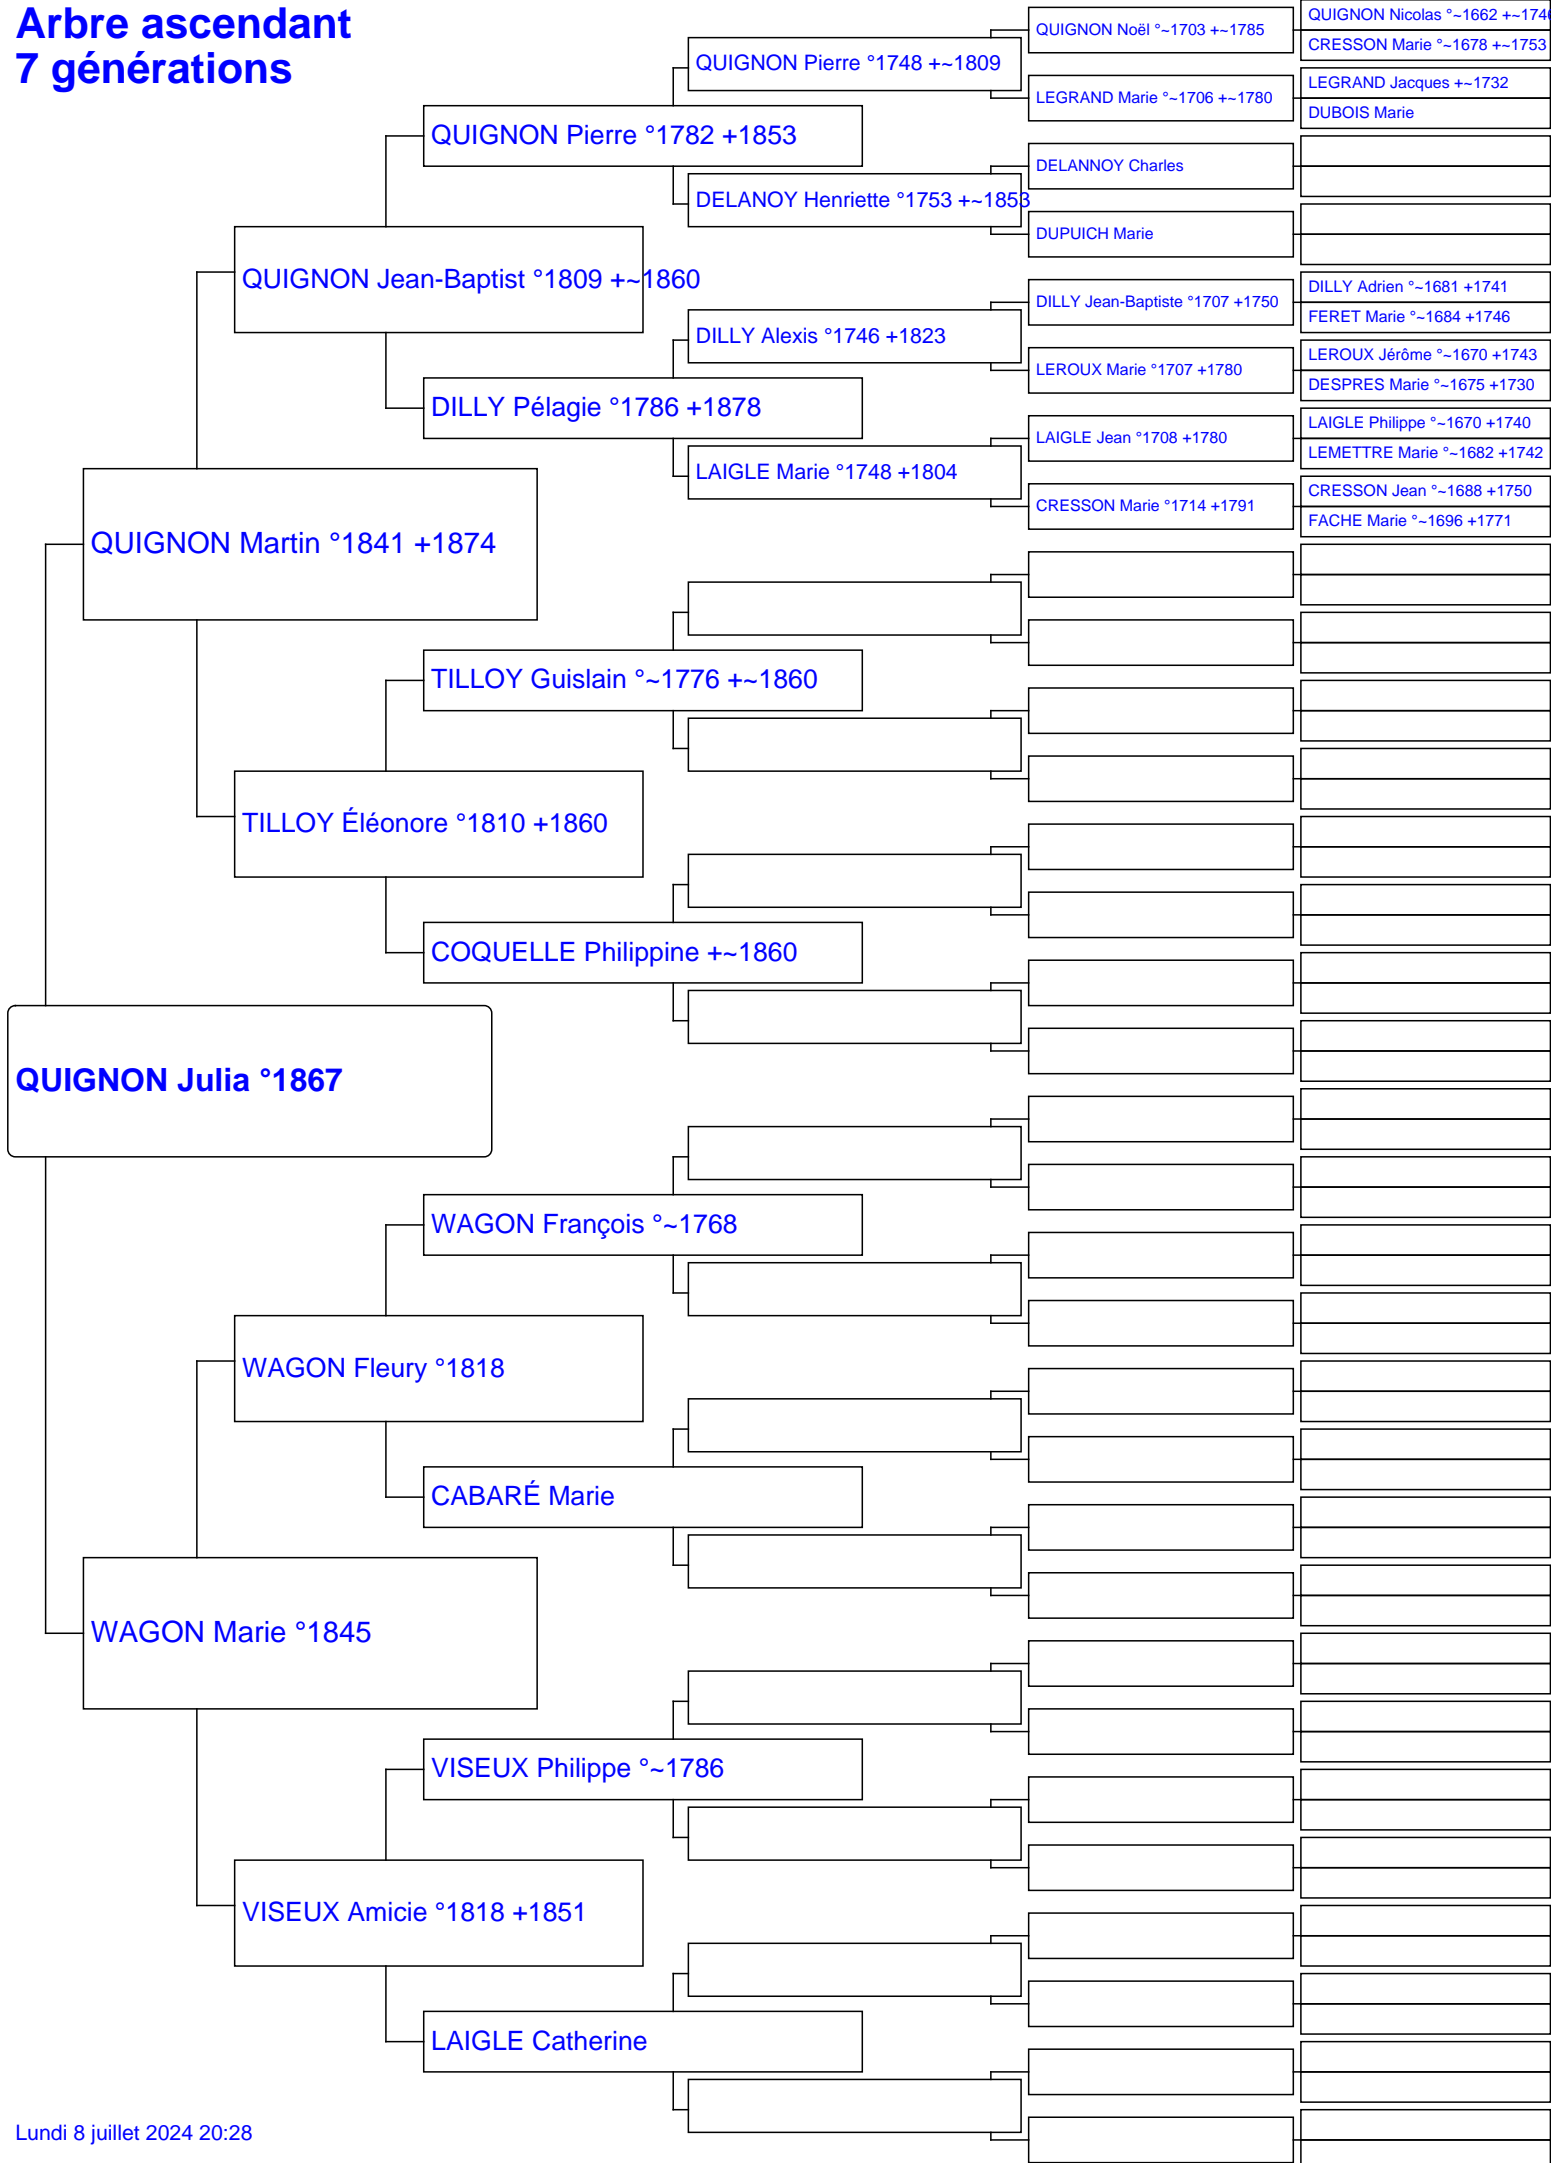 Arbre ascendant
7 générations
QUIGNON Julia °1867
QUIGNON Martin °1841 +1874
WAGON Marie °1845
QUIGNON Jean-Baptist °1809 +~1860
TILLOY Éléonore °1810 +1860
WAGON Fleury °1818
VISEUX Amicie °1818 +1851
QUIGNON Pierre °1782 +1853
DILLY Pélagie °1786 +1878
TILLOY Guislain °~1776 +~1860
COQUELLE Philippine +~1860
WAGON François °~1768
CABARÉ Marie
VISEUX Philippe °~1786
LAIGLE Catherine
QUIGNON Pierre °1748 +~1809
DELANOY Henriette °1753 +~1853
DILLY Alexis °1746 +1823
LAIGLE Marie °1748 +1804
QUIGNON Noël °~1703 +~1785
LEGRAND Marie °~1706 +~1780
DELANNOY Charles
DUPUICH Marie
DILLY Jean-Baptiste °1707 +1750
LEROUX Marie °1707 +1780
LAIGLE Jean °1708 +1780
CRESSON Marie °1714 +1791
QUIGNON Nicolas °~1662
CRESSON Marie °~1678 +~1753
LEGRAND Jacques +~1732
DUBOIS Marie
DILLY Adrien °~1681 +1741
FERET Marie °~1684 +1746
LEROUX Jérôme °~1670 +1743
DESPRES Marie °~1675 +1730
LAIGLE Philippe °~1670 +1740
LEMETTRE Marie °~1682 +1742
CRESSON Jean °~1688 +1750
FACHE Marie °~1696 +1771
Lundi 8 juillet 2024 20:28